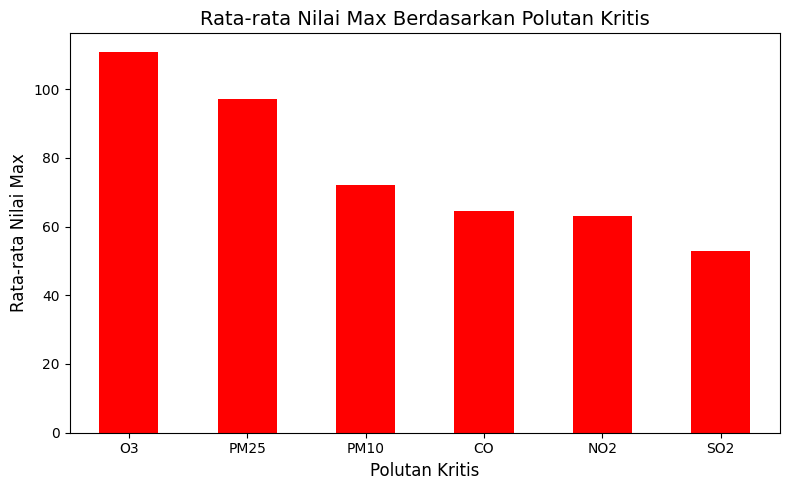 Rata-rata Nilai Max Berdasarkan Polutan Kritis
Rata-rata Nilai Max
100
80
60
40
20
0
O3 PM25 PM10 CO NO2 SO2
Polutan Kritis